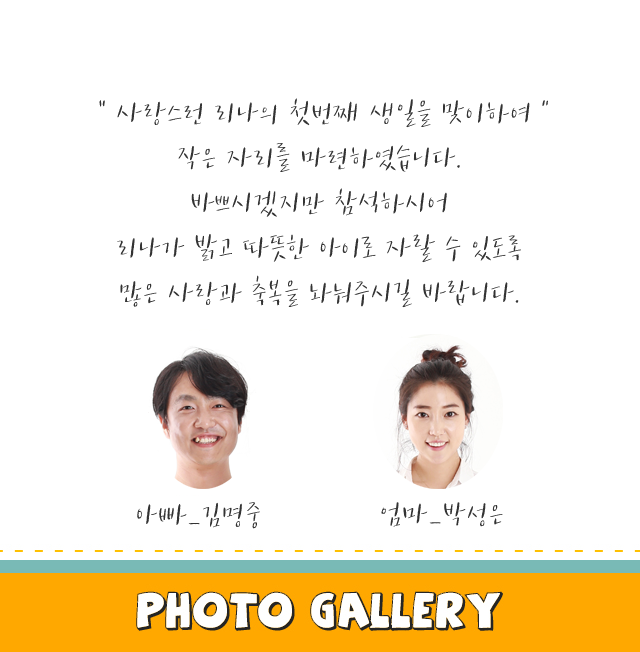 " 사랑스런 리나의 첫번째 생일을 맞이하여 "
작은 자리를 마련하였습니다.
바쁘시겠지만 참석하시어
리나가 밝고 따뜻한 아이로 자랄 수 있도록
많은 사랑과 축복을 놔눠주시길 바랍니다.
아빠_김명중
엄마_박성은
PHOTO GALLERY